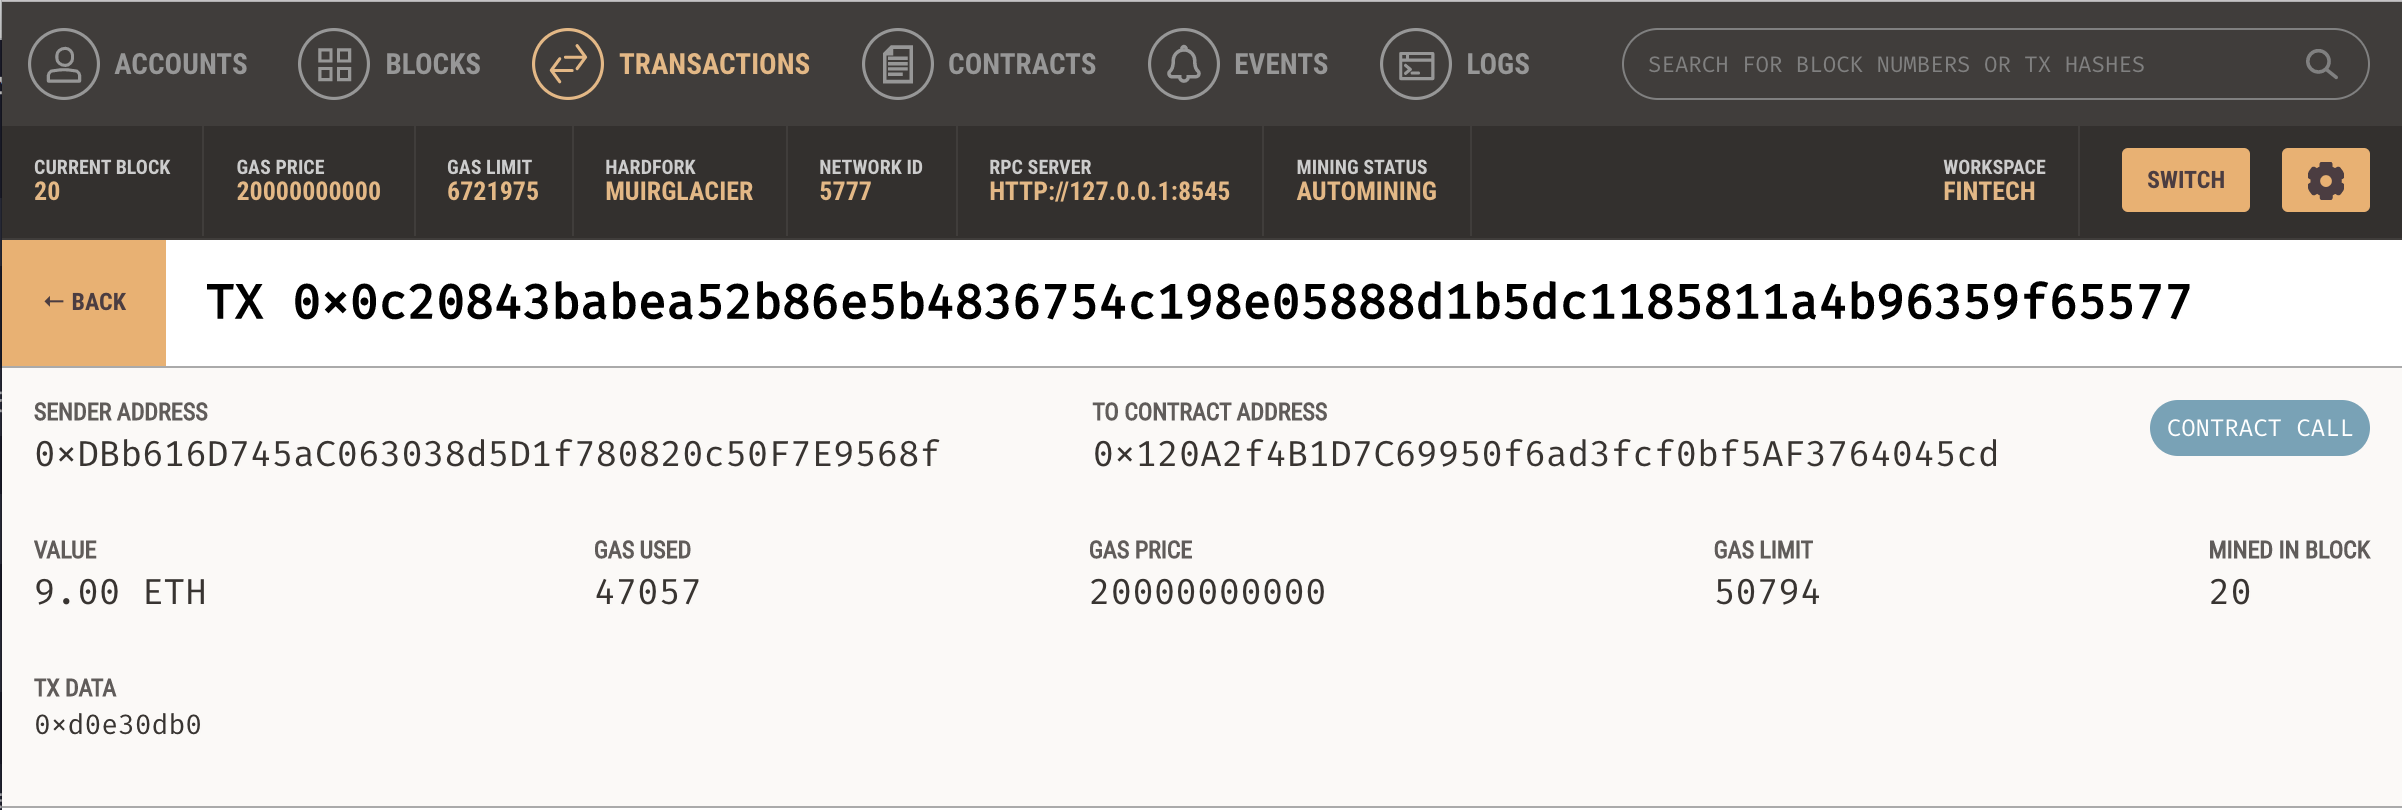 ACCOUNTS BLOCKS TRANSACTIONS CONTRACTS EVENTS LOGS SEARCH FOR BLOCK NUMBERS OR TX HASHES
CURRENT BLOCK GAS PRICE GAS LIMIT HARDFORK NETWORK ID RPC SERVER MINING STATUS WORKSPACE
20 20000000000 6721975 MUIRGLACIER 5777 HTTP://127.0.0.1:8545 AUTOMINING FINTECH SWITCH
← BACK TX 0x0c20843babea52b86e5b4836754c198e05888d1b5dc1185811a4b96359f65577
SENDER ADDRESS TO CONTRACT ADDRESS
0xDBb616D745aC063038d5D1f780820c50F7E9568f 0x120A2f4B1D7C69950f6ad3fcf0bf5AF3764045cd CONTRACT CALL
VALUE GAS USED GAS PRICE GAS LIMIT MINED IN BLOCK
9.00 ETH 47057 20000000000 50794 20
TX DATA
0xd0e30db0